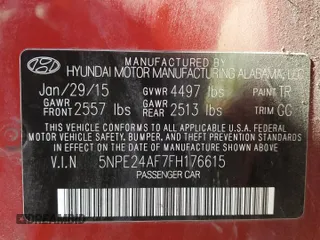 MANUFACTURED BY
HYUNDAI MOTOR MANUFACTURING ALABAMA, LLC
Jan/29/15 GVWR 4497 lbs PAINT TR
GAWR FRONT 2557 lbs GAWR REAR 2513 lbs TRIM GG
THIS VEHICLE CONFORMS TO ALL APPLICABLE U.S. FEDERAL
MOTOR VEHICLE SAFETY, BUMPER, AND THEFT PREVENTION
STANDARDS IN EFFECT ON THE DATE OF MANUFACTURE SHOWN ABOVE.
V.I.N 5NPE24AF7FH176615
PASSENGER CAR
DREAMBID